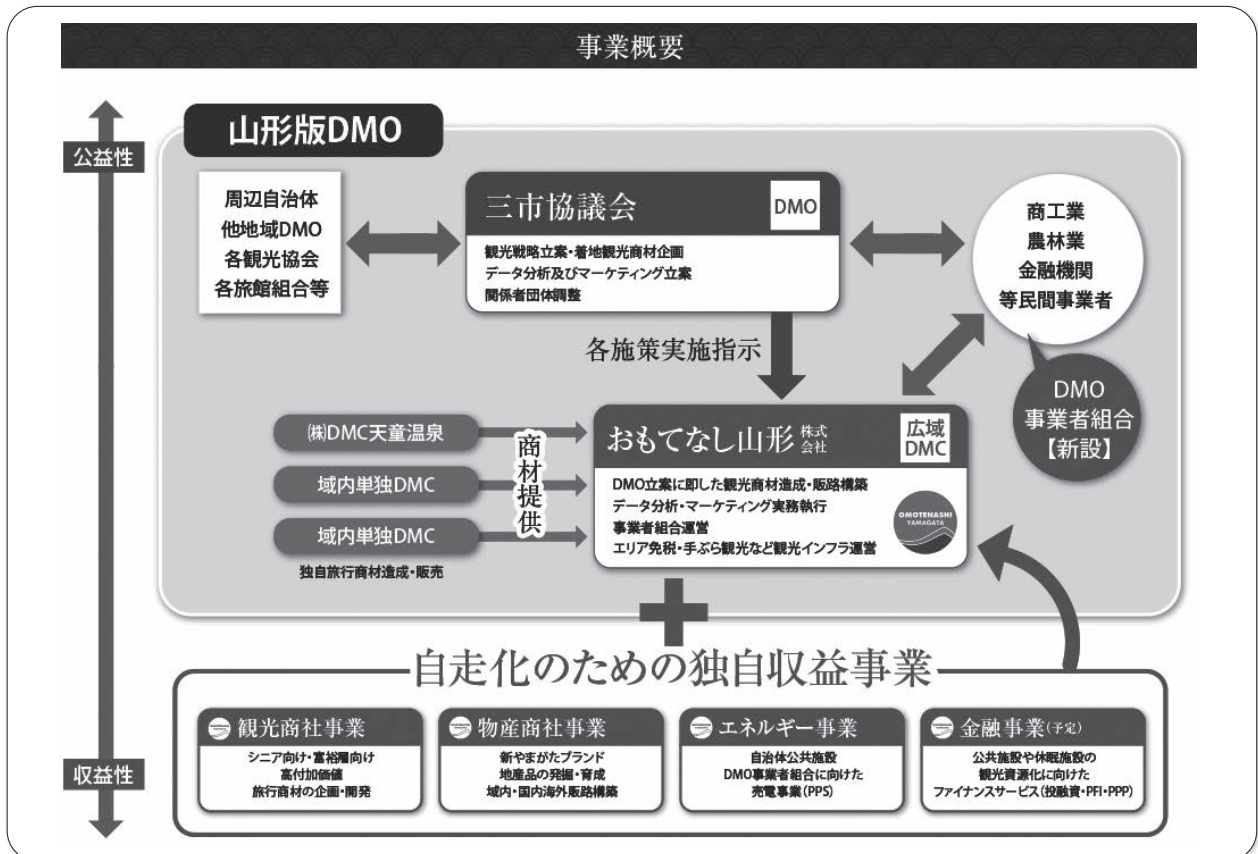 事業概要
公益性
収益性
山形版DMO
周辺自治体
他地域DMO
各観光協会
各旅館組合等
三市協議会
DMO
観光戦略立案・着地観光商材企画
データ分析及びマーケティング立案
関係者団体調整
商工業
農林業
金融機関
等民間事業者
DMO
事業者組合
【新設】
各施策実施指示
㈱DMC天童温泉
域内単独DMC
域内単独DMC
独自旅行商材造成・販売
商材提供
おもてなし山形 株式会社
広域
DMC
DMO立案に即した観光商材造成・販路構築
データ分析・マーケティング実務執行
事業者組合運営
エリア免税・手ぶら観光など観光インフラ運営
OMOTENASHI
YAMAGATA
自走化のための独自収益事業
観光商社事業
シニア向け・富裕層向け
高付加価値
旅行商材の企画・開発
物産商社事業
新やまがたブランド
地産品の発掘・育成
域内・国内海外販路構築
エネルギー事業
自治体公共施設
DMO事業者組合に向けた
売電事業(PPS)
金融事業(予定)
公共施設や休眠施設の
観光資源化に向けた
ファイナンスサービス(投融資・PFI・PPP)